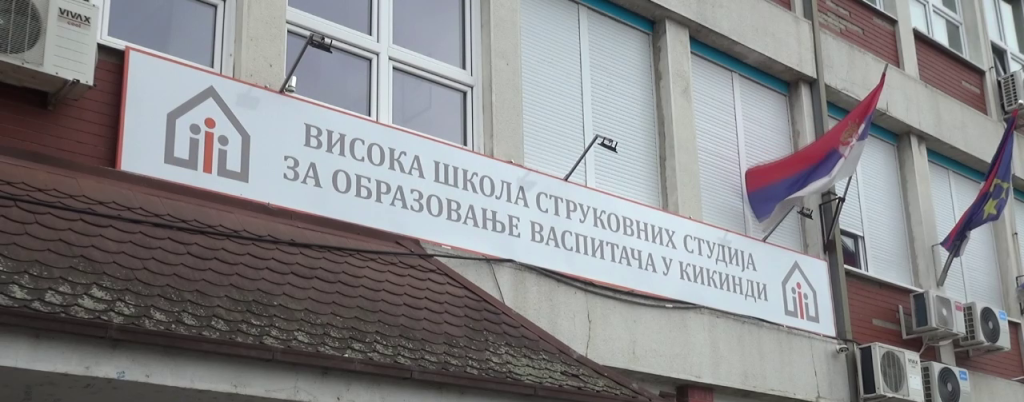 VIVAX
ВИСОКА ШКОЛА СТРУКОВНИХ СТУДИЈА
ЗА ОБРАЗОВАЊЕ ВАСПИТАЧА У КИКИНДИ